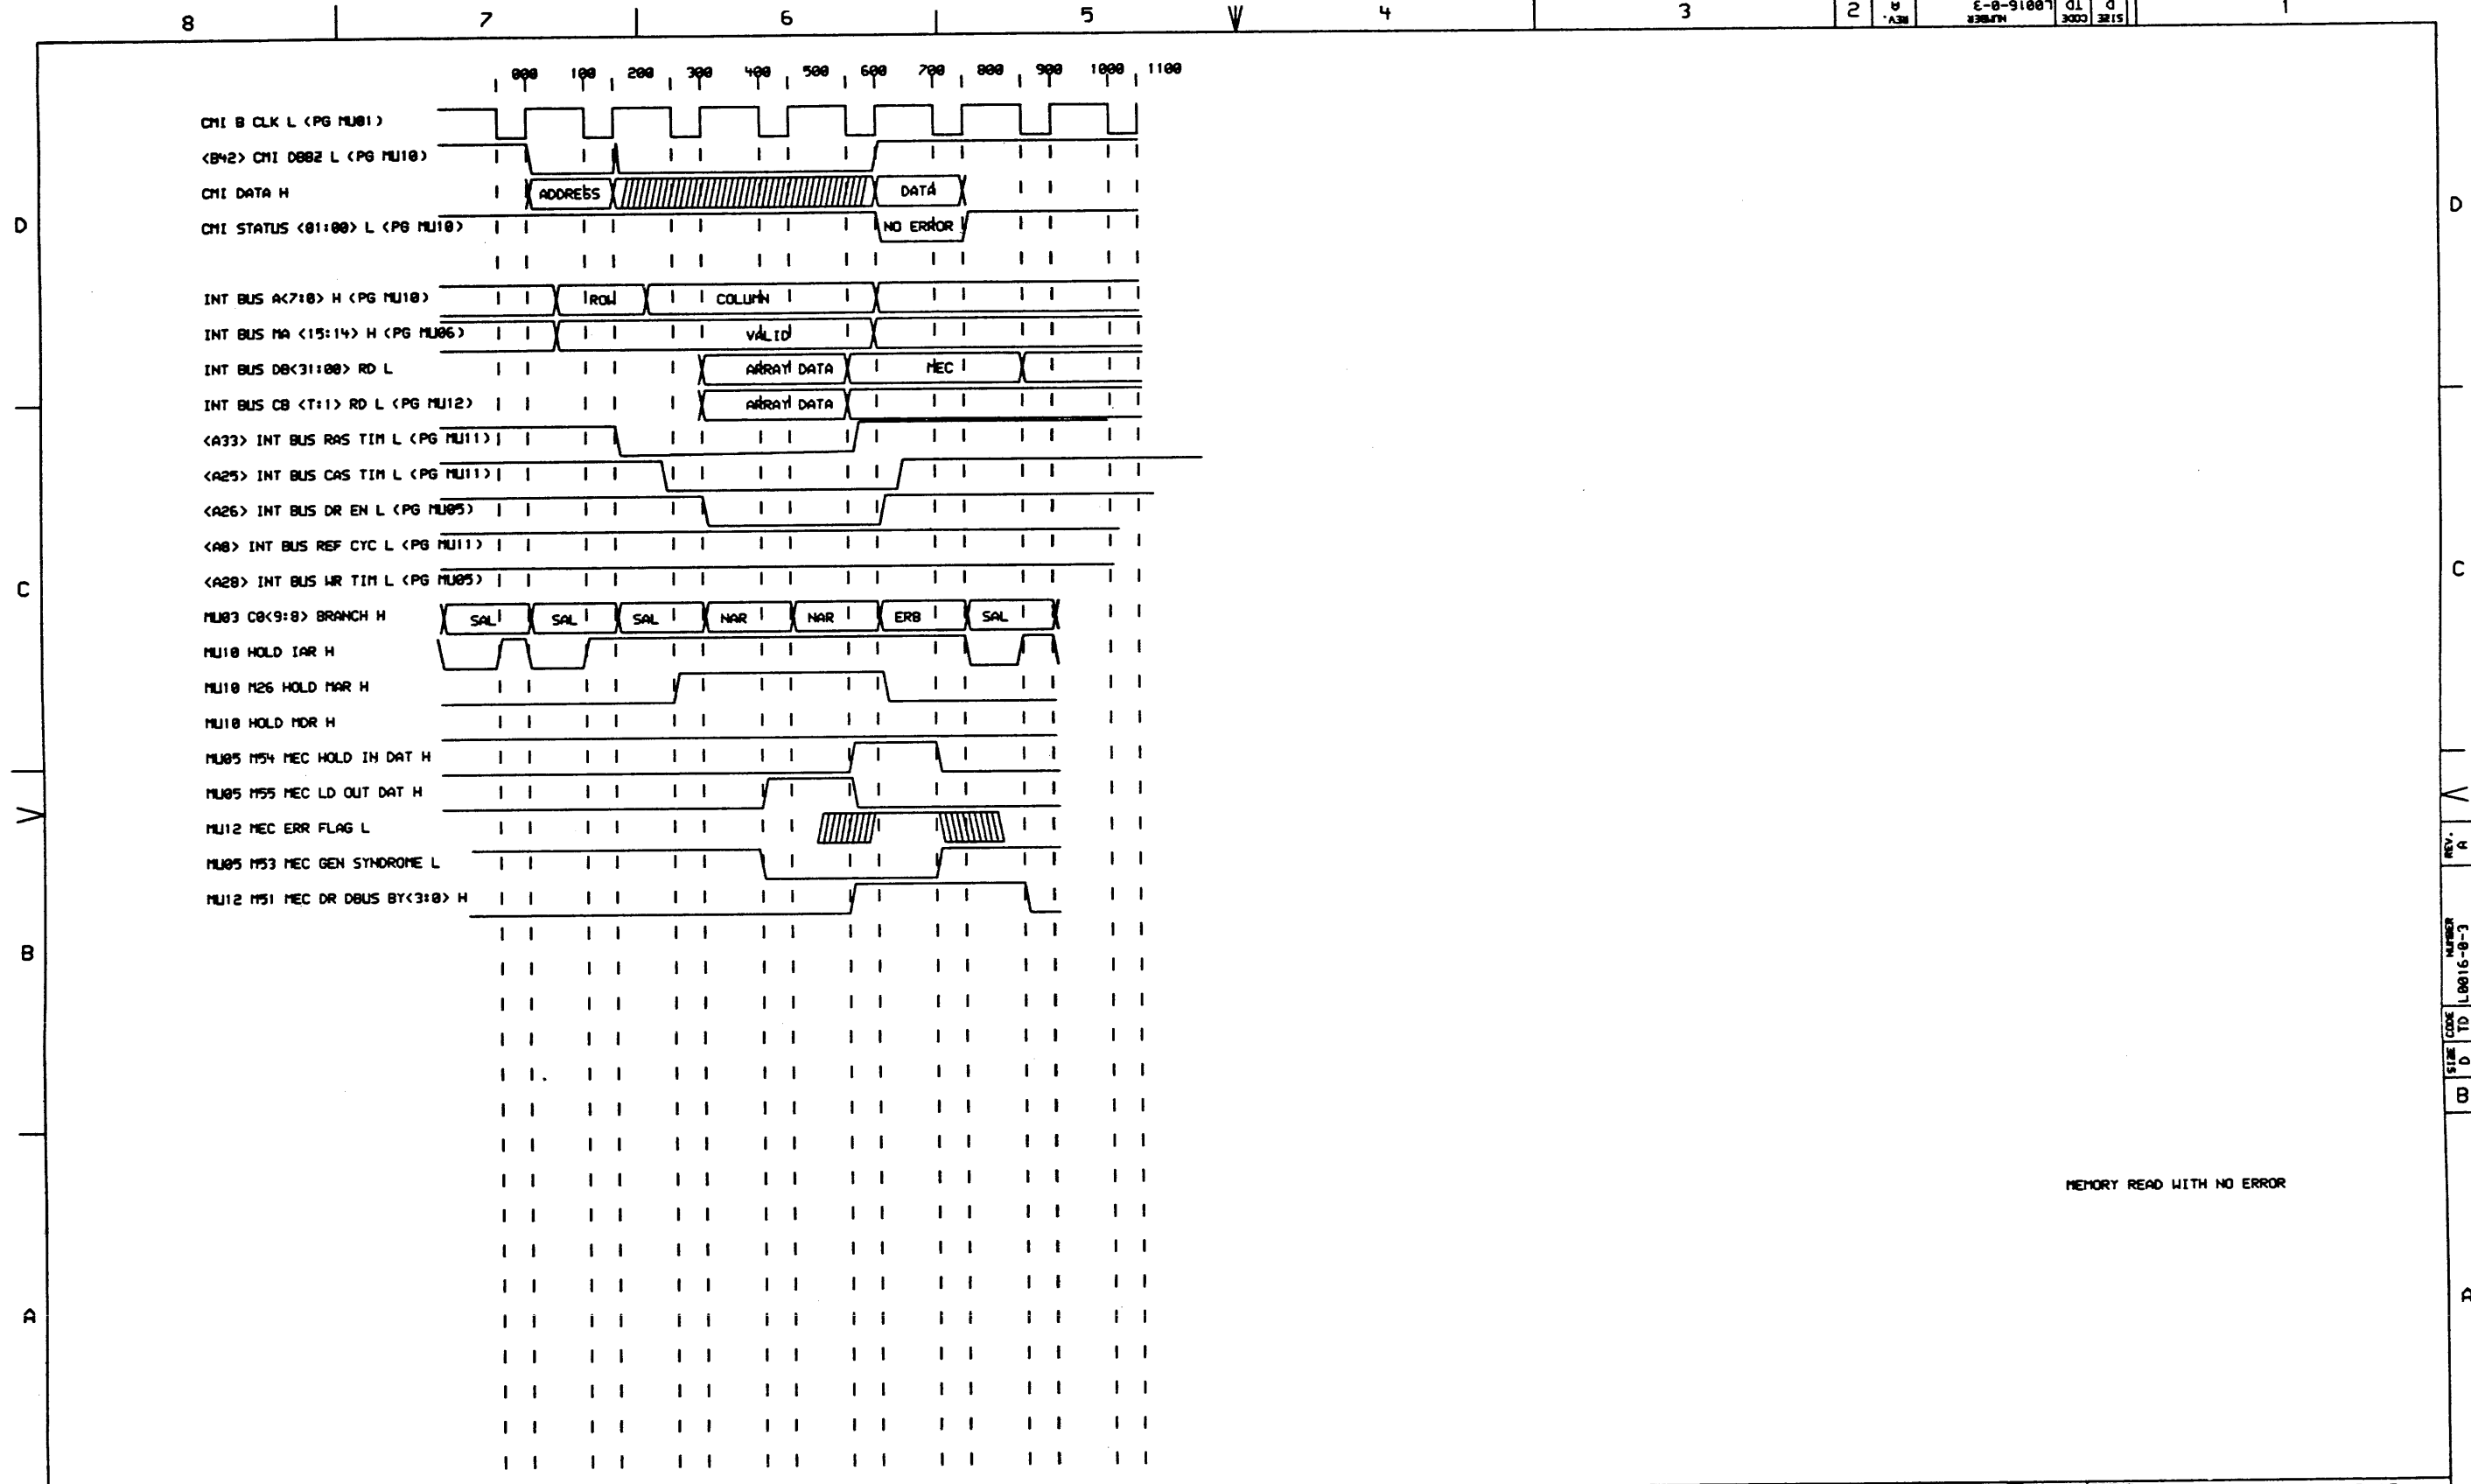 8 7 6 5 4 3 2 1
REV. A NUMBER L0016-0-3 CODE TD SIZE D
000 100 200 300 400 500 600 700 800 900 1000 1100
CMI B CLK L (PG MU01)
<B42> CMI DBBZ L (PG MU10)
CMI DATA H ADDRESS DATA
CMI STATUS <01:00> L (PG MU10) NO ERROR
D D
INT BUS A<7:0> H (PG MU10) ROW COLUMN
INT BUS MA <15:14> H (PG MU06) VALID
INT BUS DB<31:00> RD L ARRAY DATA MEC
INT BUS CB <T:1> RD L (PG MU12) ARRAY DATA
<A33> INT BUS RAS TIM L (PG MU11)
<A25> INT BUS CAS TIM L (PG MU11)
<A26> INT BUS DR EN L (PG MU05)
<A8> INT BUS REF CYC L (PG MU11)
<A28> INT BUS WR TIM L (PG MU05)
C C
MU03 C0<9:8> BRANCH H SAL SAL SAL NAR NAR ERB SAL
MU10 HOLD IAR H
MU10 M26 HOLD MAR H
MU10 HOLD MDR H
MU05 M54 MEC HOLD IN DAT H
MU05 M55 MEC LD OUT DAT H
MU12 MEC ERR FLAG L
MU05 M53 MEC GEN SYNDROME L
MU12 M51 MEC DR DBUS BY<3:0> H
REV. A
NUMBER L0016-0-3
CODE TD
SIZE D
B B
MEMORY READ WITH NO ERROR
A A